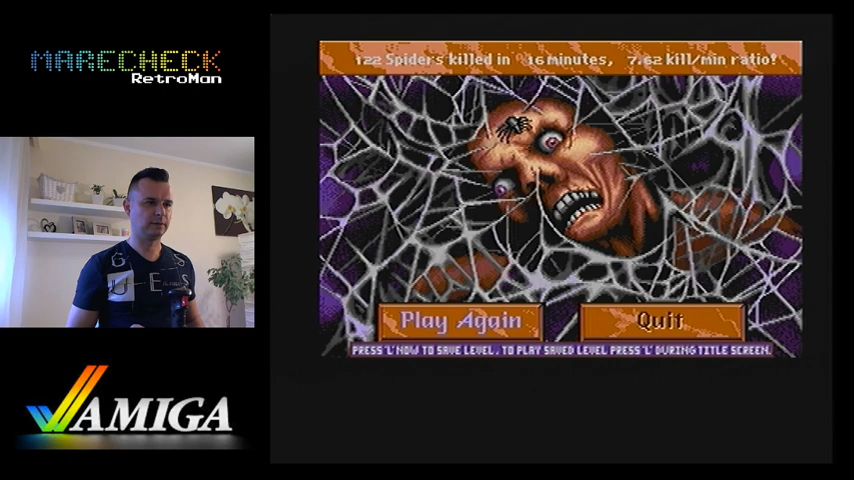 MARECHECK
RetroMan
122 Spiders killed in 16 minutes, 7.62 kill/min ratio!
Play Again
Quit
PRESS 'L' NOW TO SAVE LEVEL, TO PLAY SAVED LEVEL PRESS 'L' DURING TITLE SCREEN.
AMIGA